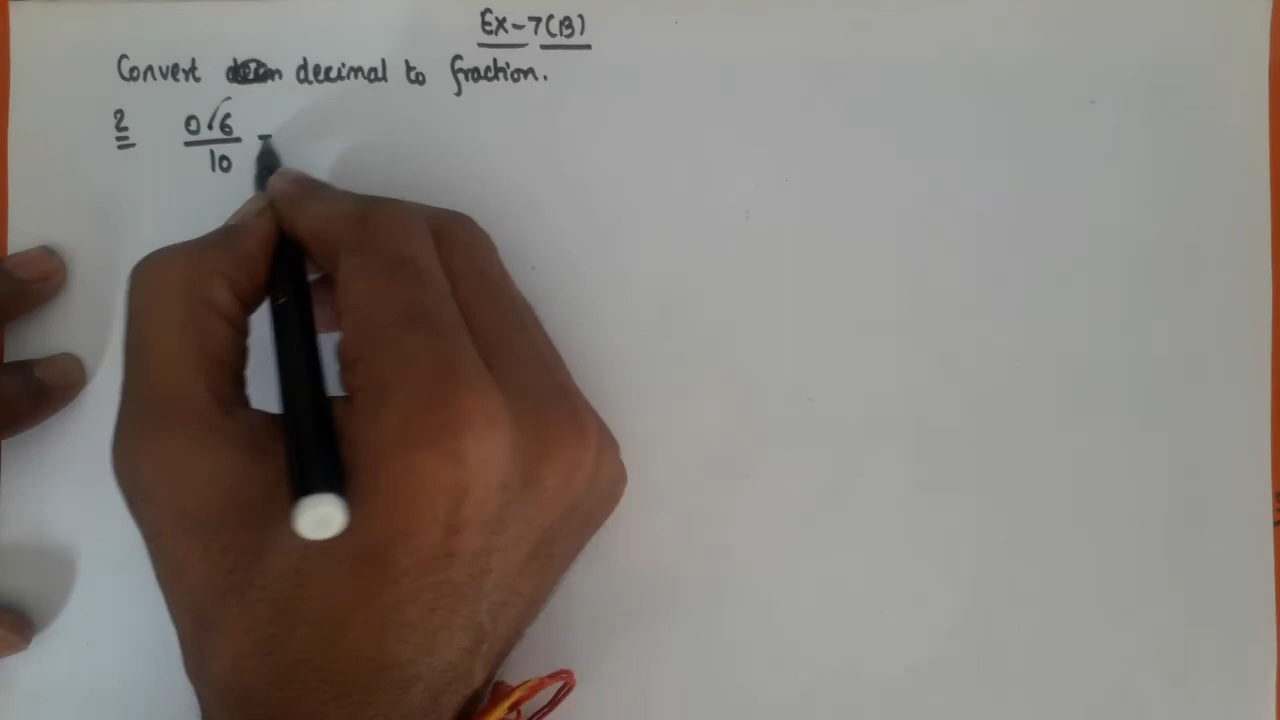 Ex-7(B)
Convert decimal to fraction.
2 0.6
10 =